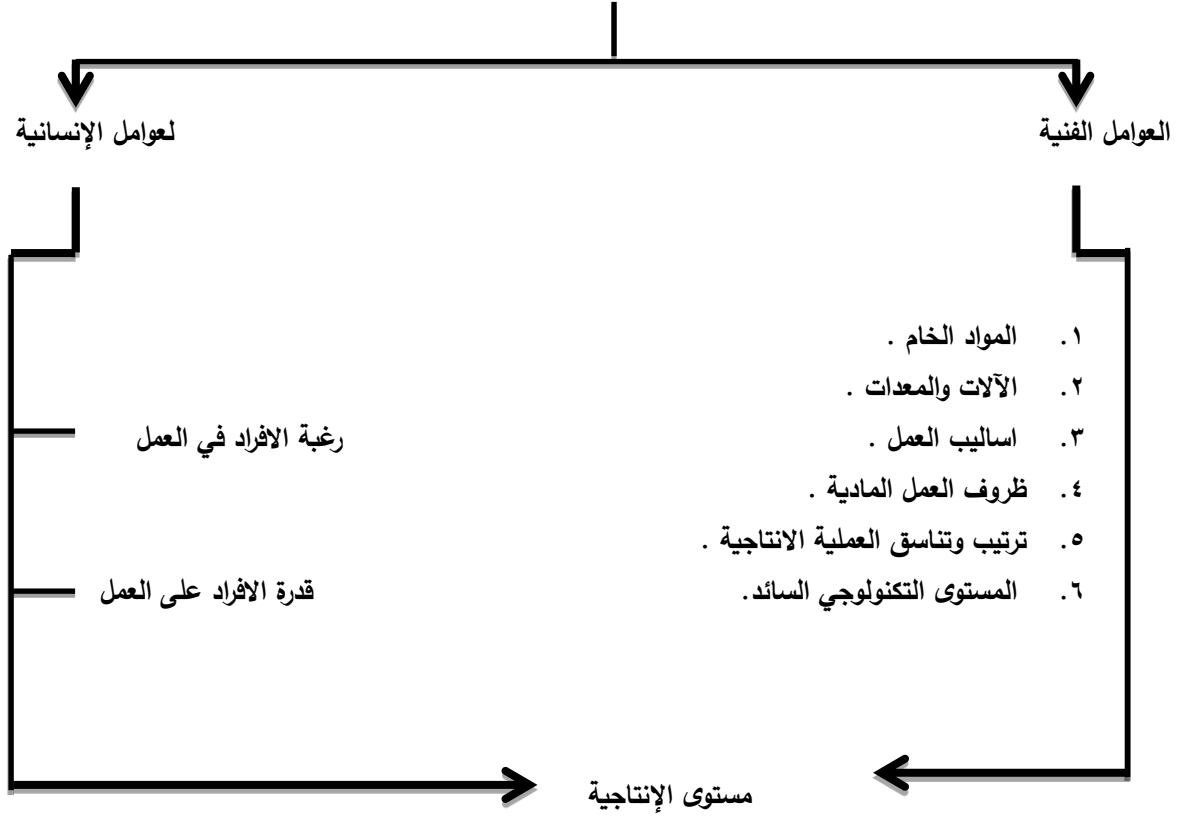 العوامل الفنية
لعوامل الإنسانية
١. المواد الخام .
٢. الآلات والمعدات .
٣. اساليب العمل .
٤. ظروف العمل المادية .
٥. ترتيب وتناسق العملية الانتاجية .
٦. المستوى التكنولوجي السائد.
رغبة الافراد في العمل
قدرة الافراد على العمل
مستوى الإنتاجية